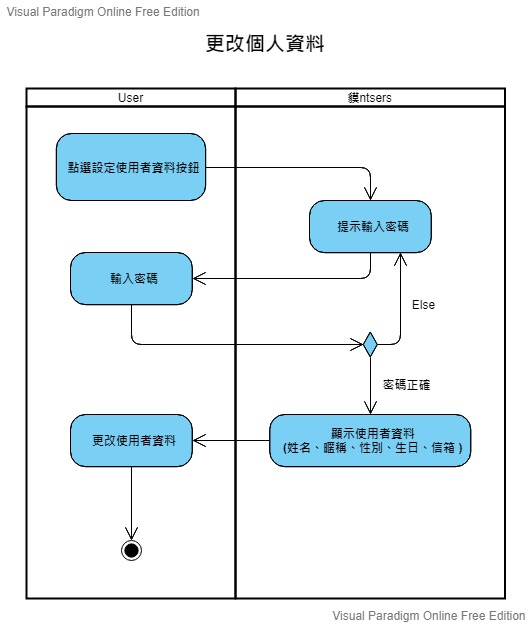 Visual Paradigm Online Free Edition
更改個人資料
User
貘ntsers
點選設定使用者資料按鈕
提示輸入密碼
輸入密碼
Else
密碼正確
顯示使用者資料
(姓名、暱稱、性別、生日、信箱 )
更改使用者資料
Visual Paradigm Online Free Edition